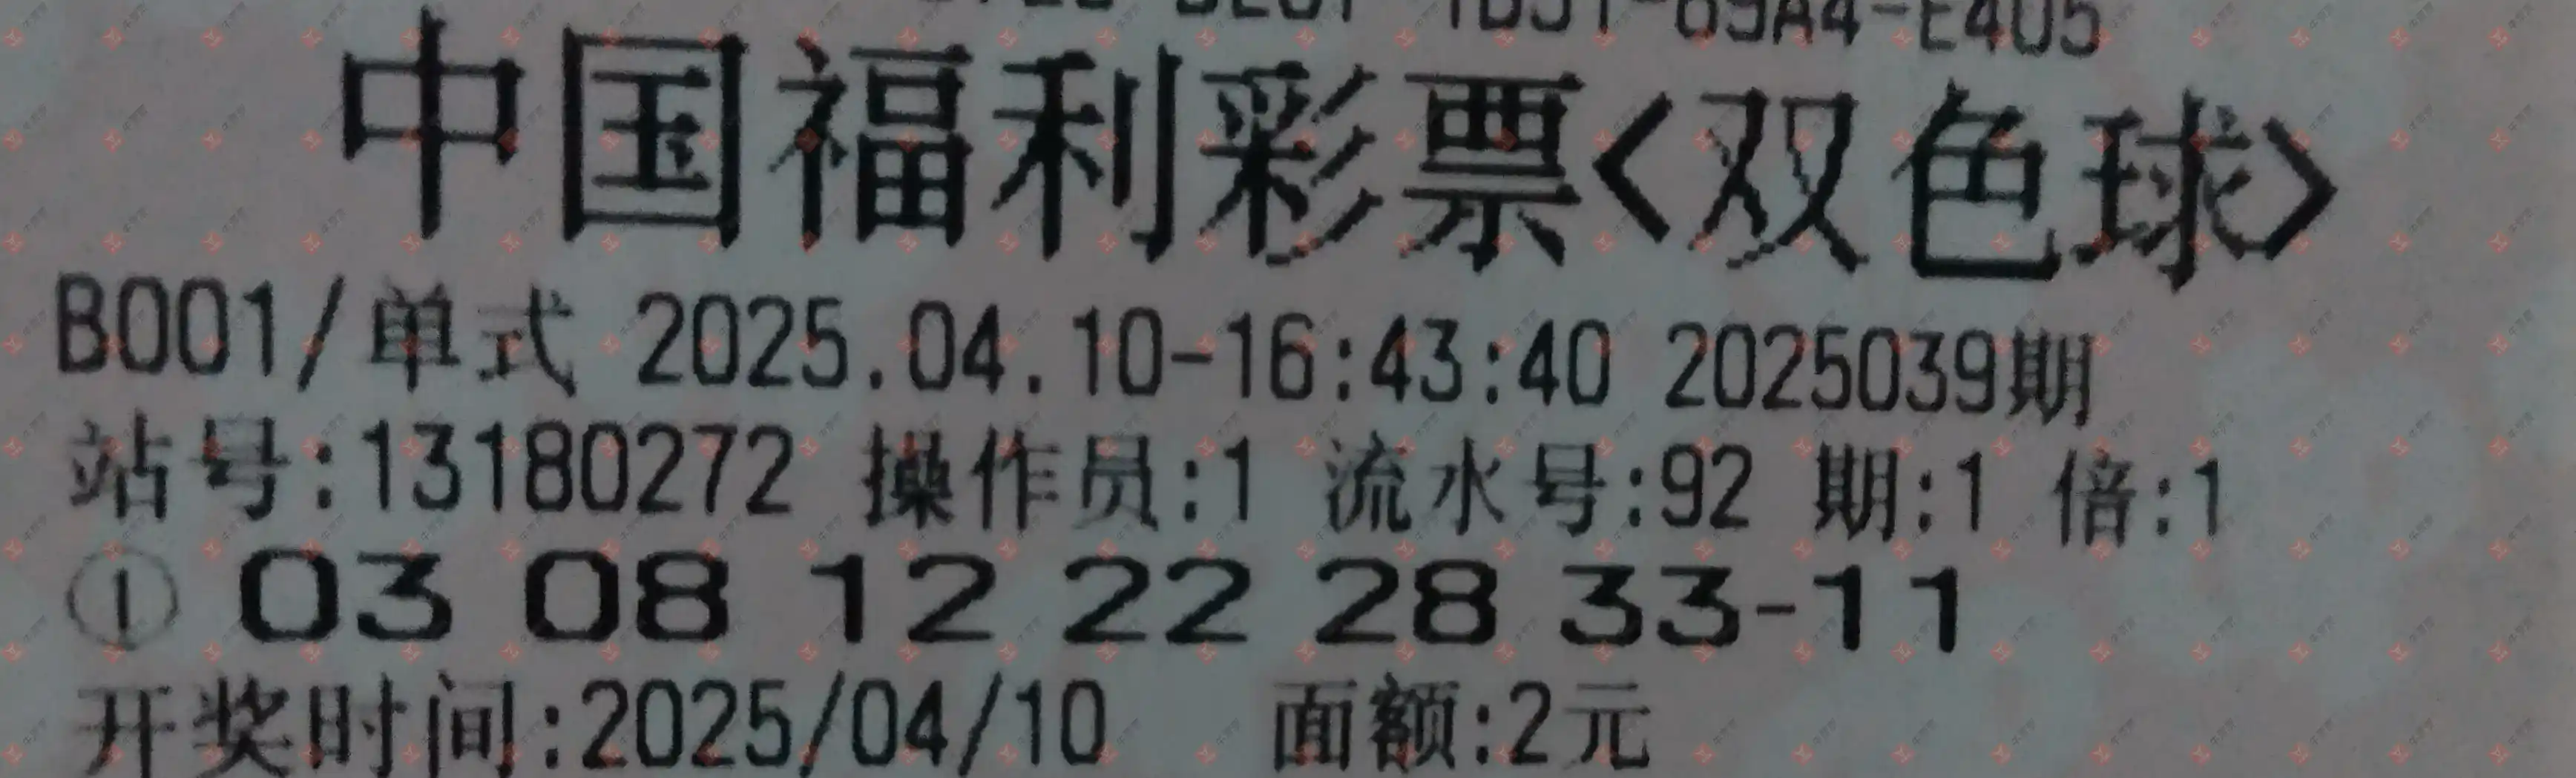 69A4-E405
中国福利彩票<双色球>
B001/单式 2025.04.10-16:43:40 2025039期
站号:13180272 操作员:1 流水号:92 期:1 倍:1
① 03 08 12 22 28 33-11
开奖时间:2025/04/10 面额:2元